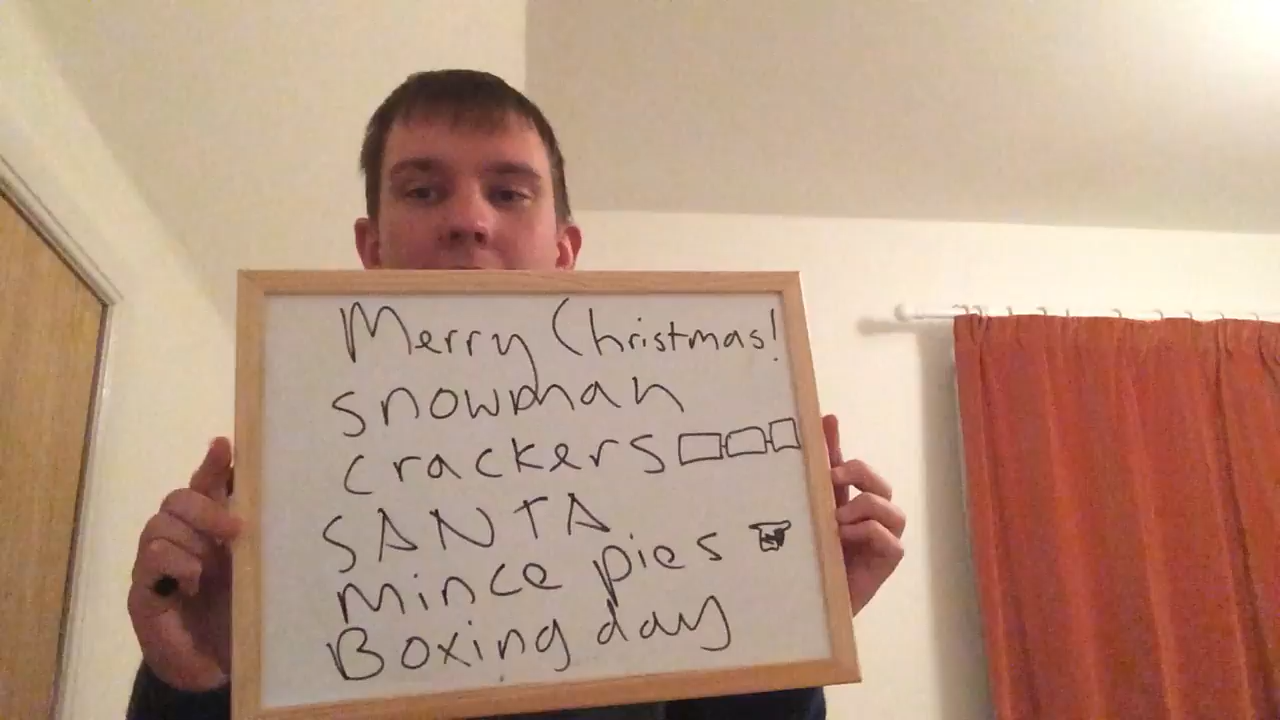 Merry Christmas!
snowman
crackers
SANTA
mince pies
Boxing day